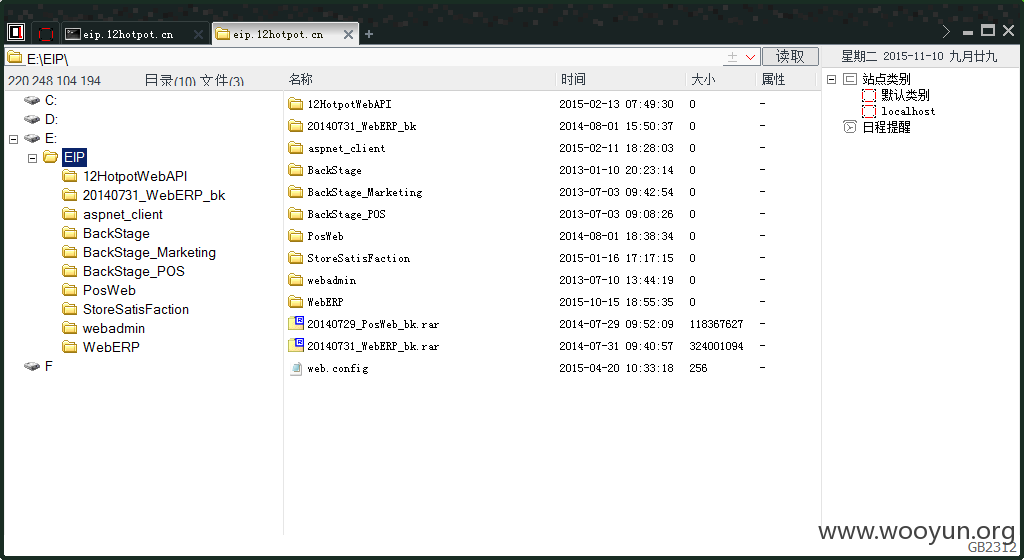 eip.12hotpot.cn
eip.12hotpot.cn
E:\EIP\
读取
星期二 2015-11-10 九月廿九
220.248.104.194 目录(10) 文件(3)
名称 时间 大小 属性
C:
D:
E:
EIP
12HotpotWebAPI
20140731_WebERP_bk
aspnet_client
BackStage
BackStage_Marketing
BackStage_POS
PosWeb
StoreSatisFaction
webadmin
WebERP
F
12HotpotWebAPI 2015-02-13 07:49:30 0 -
20140731_WebERP_bk 2014-08-01 15:50:37 0 -
aspnet_client 2015-02-11 18:28:03 0 -
BackStage 2013-01-10 20:23:14 0 -
BackStage_Marketing 2013-07-03 09:42:54 0 -
BackStage_POS 2013-07-03 09:08:26 0 -
PosWeb 2014-08-01 18:38:34 0 -
StoreSatisFaction 2015-01-16 17:17:15 0 -
webadmin 2013-07-10 13:44:19 0 -
WebERP 2015-10-15 18:55:35 0 -
20140729_PosWeb_bk.rar 2014-07-29 09:52:09 118367627 -
20140731_WebERP_bk.rar 2014-07-31 09:40:57 324001094 -
web.config 2015-04-20 10:33:18 256 -
站点类别
默认类别
localhost
日程提醒
www.wooyun.org
GB2312